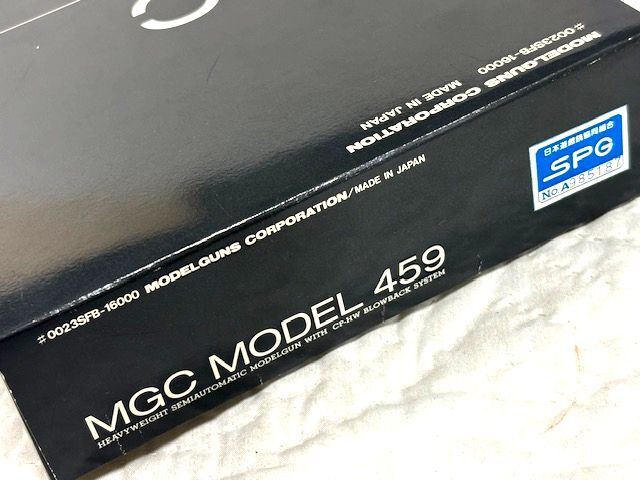 C
#0023SFB-16000
MODELGUNS CORPORATION
MADE IN JAPAN
日本遊戯銃協同組合
SPG
No A985187
#0023SFB-16000 MODELGUNS CORPORATION/MADE IN JAPAN
MGC MODEL 459
HEAVYWEIGHT SEMIAUTOMATIC MODELGUN WITH CP-HW BLOWBACK SYSTEM